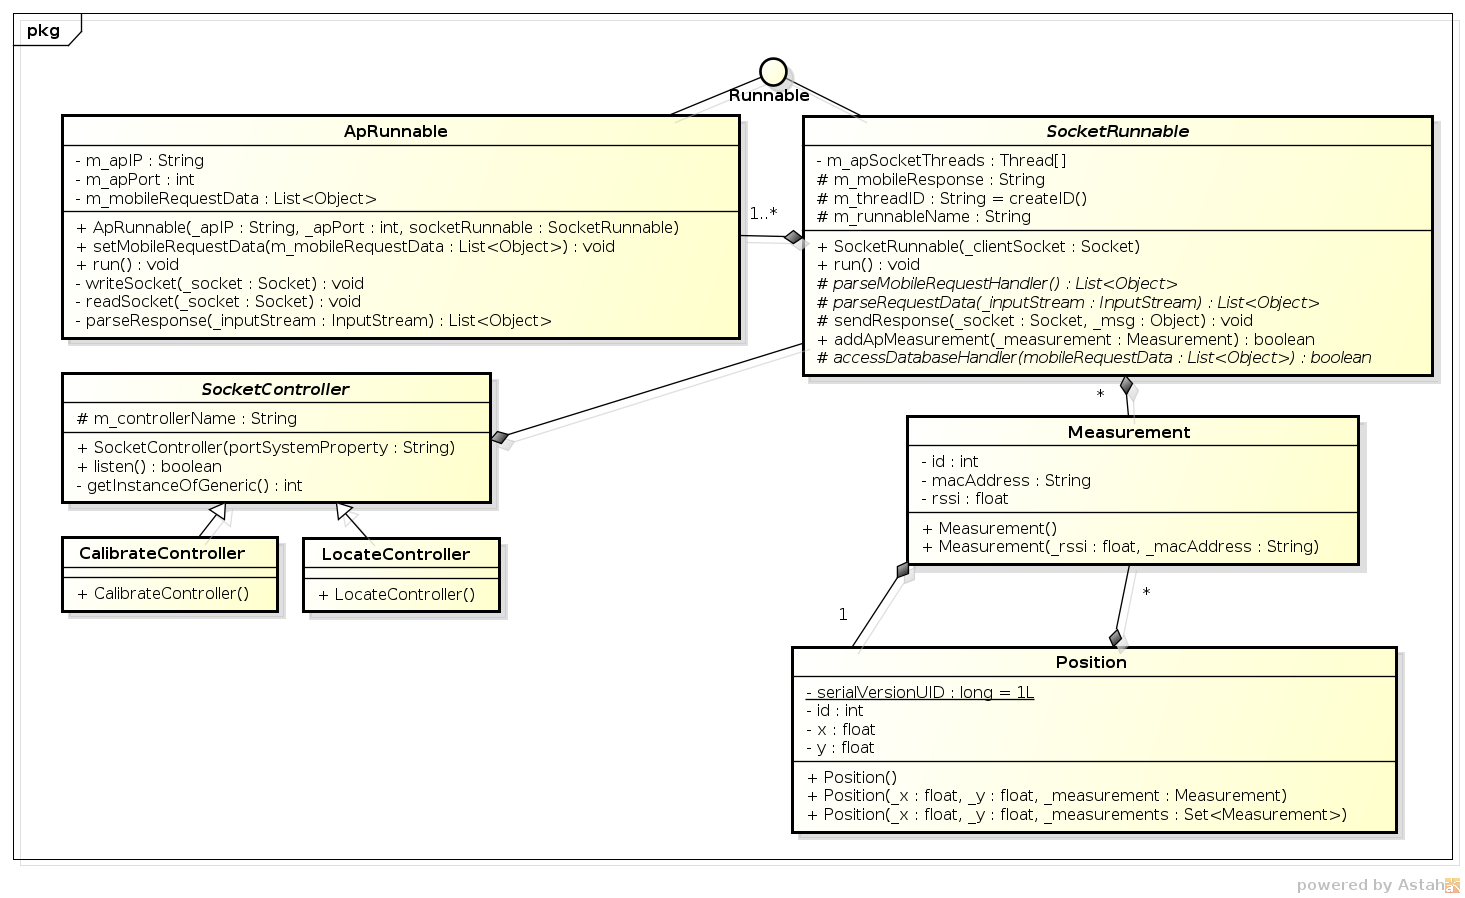 pkg
Runnable
ApRunnable
- m_apIP : String
- m_apPort : int
- m_mobileRequestData : List<Object>
+ ApRunnable(_apIP : String, _apPort : int, socketRunnable : SocketRunnable)
+ setMobileRequestData(m_mobileRequestData : List<Object>) : void
+ run() : void
- writeSocket(_socket : Socket) : void
- readSocket(_socket : Socket) : void
- parseResponse(_inputStream : InputStream) : List<Object>
1..*
SocketRunnable
- m_apSocketThreads : Thread[]
# m_mobileResponse : String
# m_threadID : String = createID()
# m_runnableName : String
+ SocketRunnable(_clientSocket : Socket)
+ run() : void
# parseMobileRequestHandler() : List<Object>
# parseRequestData(_inputStream : InputStream) : List<Object>
# sendResponse(_socket : Socket, _msg : Object) : void
+ addApMeasurement(_measurement : Measurement) : boolean
# accessDatabaseHandler(mobileRequestData : List<Object>) : boolean
SocketController
# m_controllerName : String
+ SocketController(portSystemProperty : String)
+ listen() : boolean
- getInstanceOfGeneric() : int
*
Measurement
- id : int
- macAddress : String
- rssi : float
+ Measurement()
+ Measurement(_rssi : float, _macAddress : String)
CalibrateController
+ CalibrateController()
LocateController
+ LocateController()
1
*
Position
- serialVersionUID : long = 1L
- id : int
- x : float
- y : float
+ Position()
+ Position(_x : float, _y : float, _measurement : Measurement)
+ Position(_x : float, _y : float, _measurements : Set<Measurement>)
powered by Astah